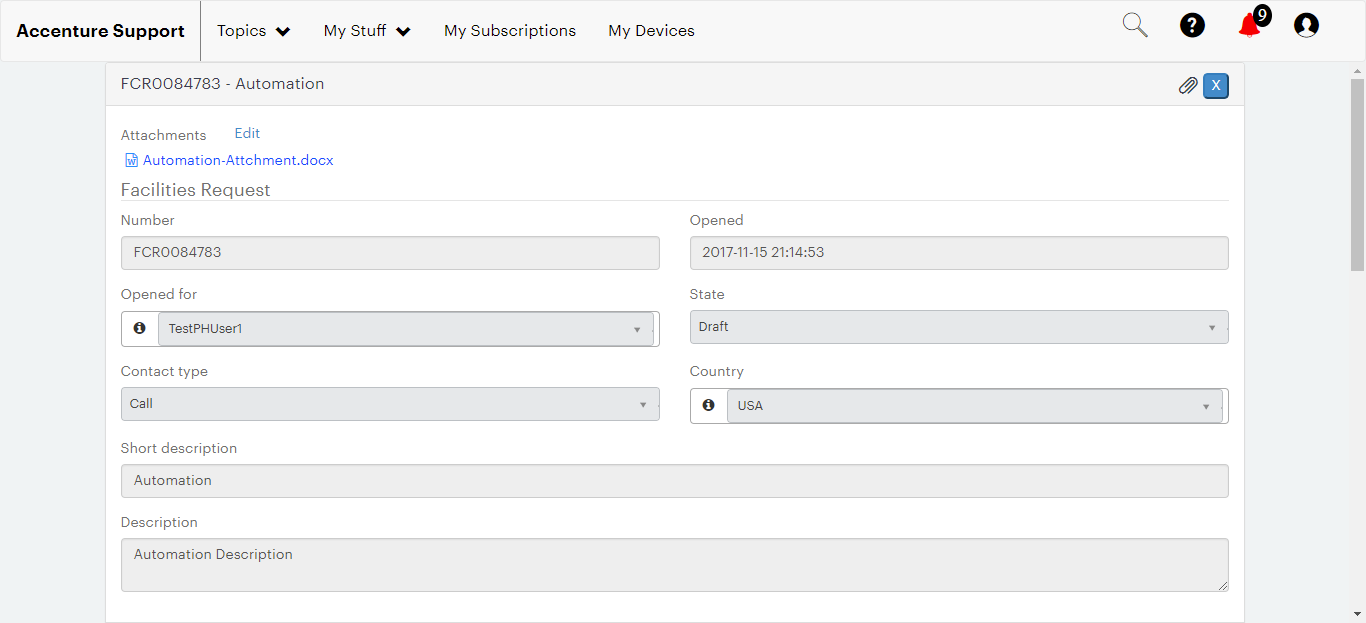 Accenture Support Topics My Stuff My Subscriptions My Devices 9
FCR0084783 - Automation X
Attachments Edit
Automation-Attchment.docx
Facilities Request
Number Opened
FCR0084783 2017-11-15 21:14:53
Opened for State
TestPHUser1 Draft
Contact type Country
Call USA
Short description
Automation
Description
Automation Description